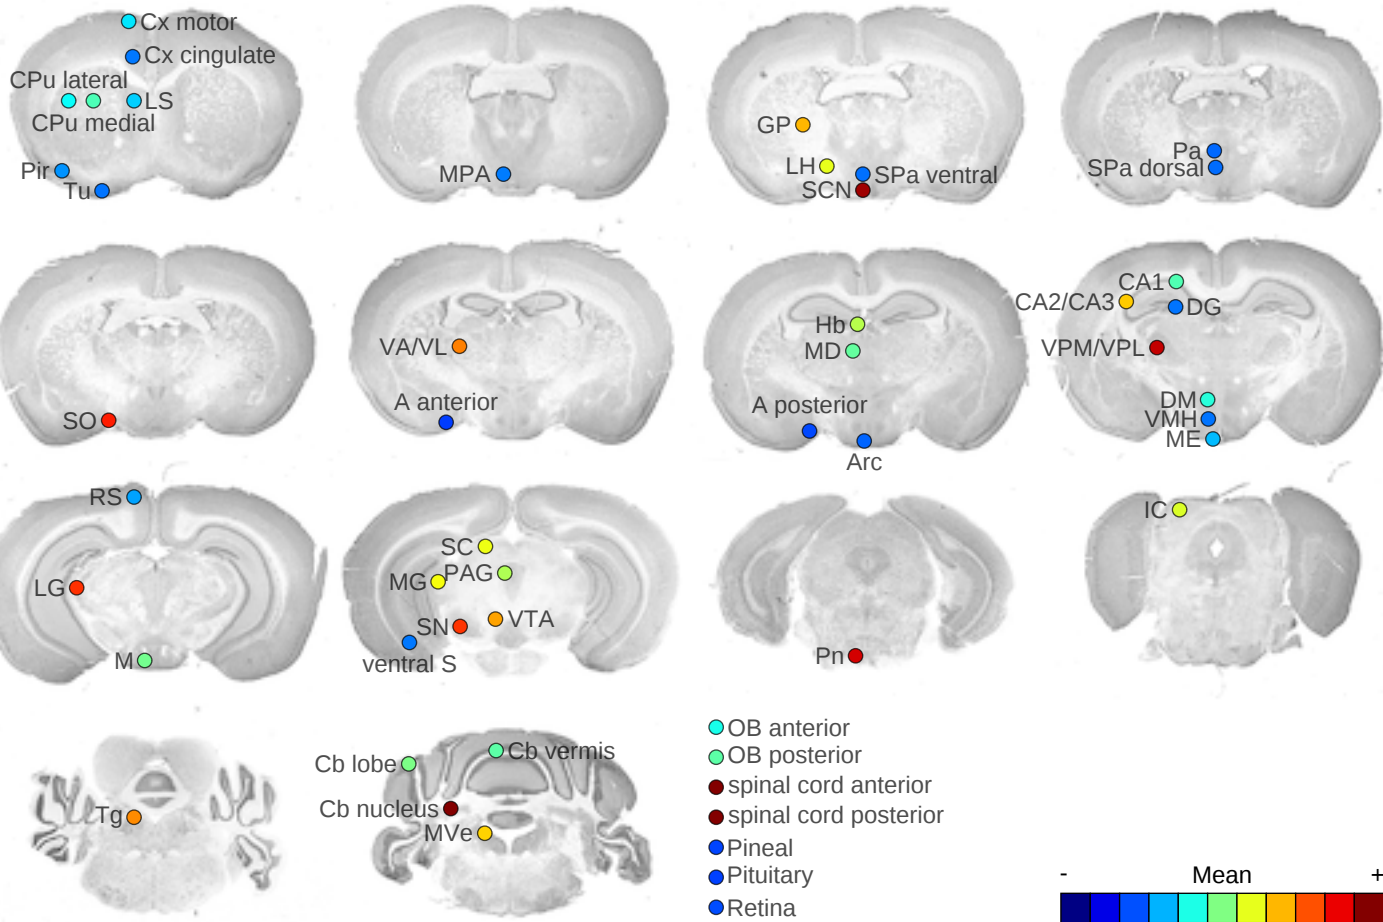 Cx motor
Cx cingulate
CPu lateral
LS
CPu medial
Pir
Tu
MPA
GP
LH
SPa ventral
SCN
Pa
SPa dorsal
SO
VA/VL
A anterior
Hb
MD
A posterior
Arc
CA1
CA2/CA3
DG
VPM/VPL
DM
VMH
ME
RS
LG
M
SC
PAG
MG
VTA
SN
ventral S
Pn
IC
Tg
Cb vermis
Cb lobe
Cb nucleus
MVe
OB anterior
OB posterior
spinal cord anterior
spinal cord posterior
Pineal
Pituitary
Retina
- Mean +